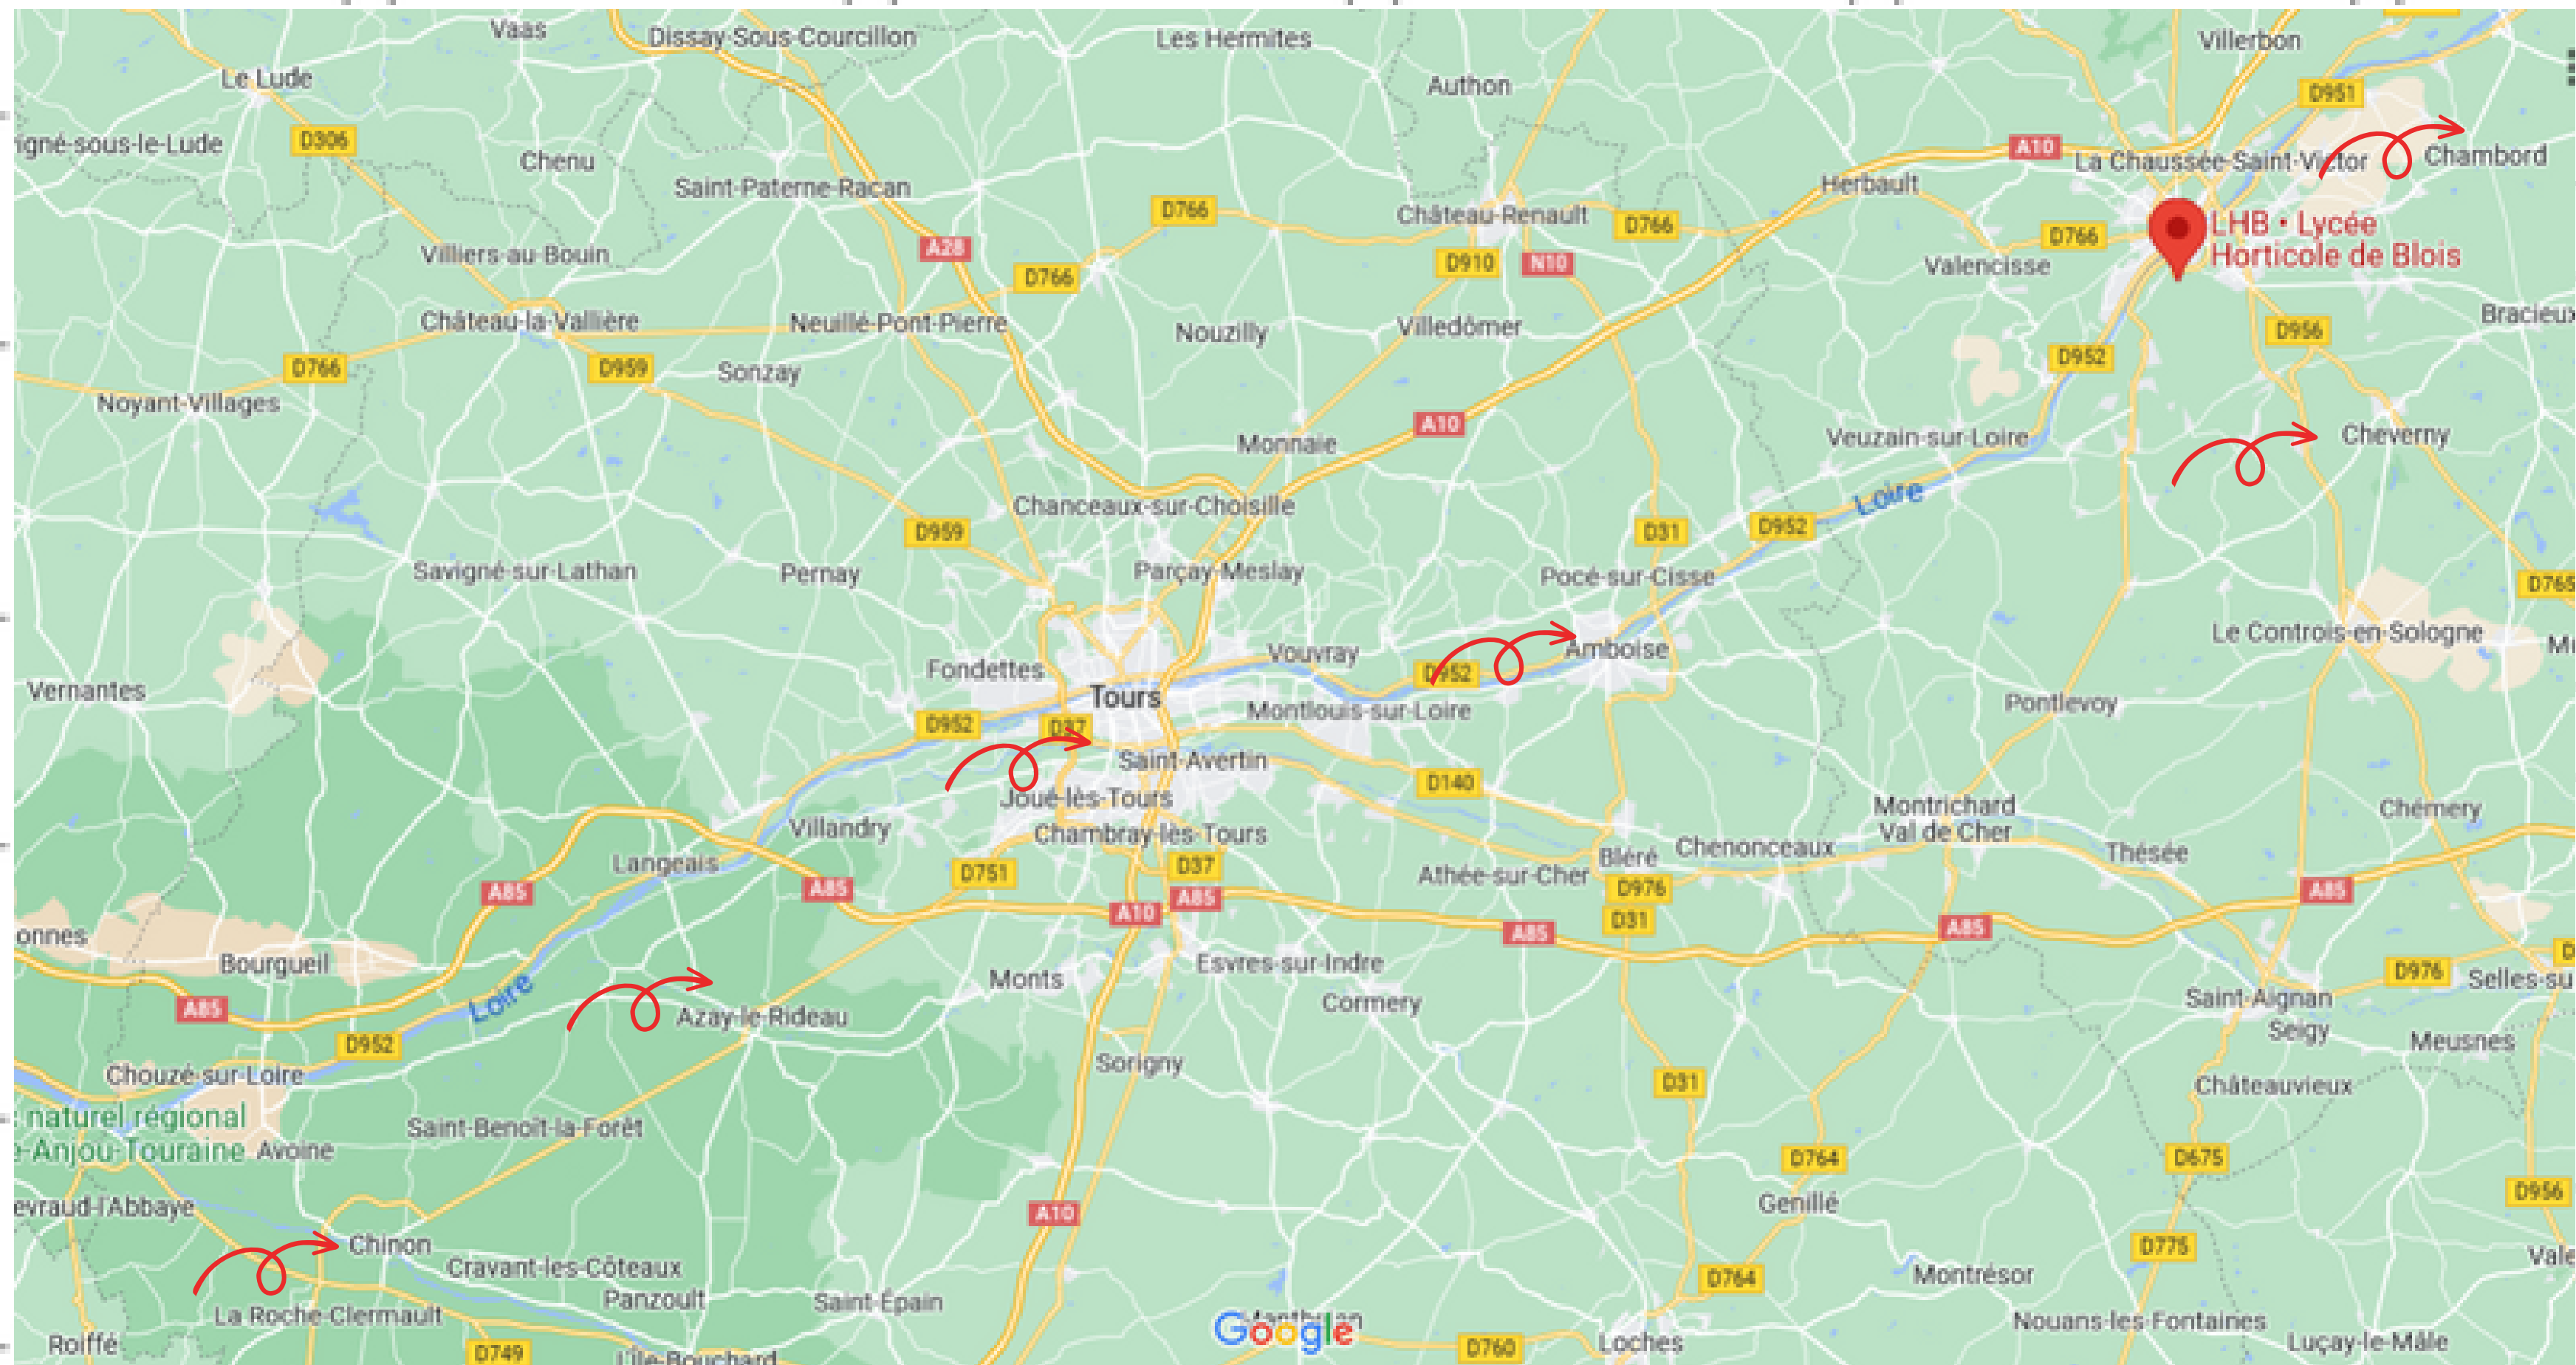 Vaas
Dissay-Sous-Courcillon
Les Hermites
Villerbon
Le Lude
Authon
D951
D306
igné-sous-le-Lude
Chenu
A10
La Chaussée-Saint-Victor
Chambord
Saint-Paterne-Racan
Herbault
D766
Château-Renault
D766
LHB • Lycée
Horticole de Blois
D766
A28
Villiers-au-Bouin
D766
D910
N10
Valencisse
Bracieux
Château-la-Vallière
Neuillé-Pont-Pierre
Nouzilly
Villedômer
D956
D952
D766
D959
Sonzay
Noyant-Villages
A10
Monnaie
Veuzain-sur-Loire
Cheverny
Loire
Chanceaux-sur-Choisille
D959
D31
D952
Savigné-sur-Lathan
Pernay
Parçay-Meslay
Pocé-sur-Cisse
D765
Le Controis-en-Sologne
Vouvray
Amboise
Fondettes
D952
Vernantes
Tours
Montlouis-sur-Loire
Pontlevoy
D952
D37
Saint-Avertin
D140
Joué-lès-Tours
Montrichard
Val de Cher
Chémery
Villandry
Chambray-lès-Tours
Langeais
Bléré
Chenonceaux
Thésée
D751
D37
Athée-sur-Cher
D976
A85
A85
A85
A85
A10
D31
A85
A85
onnes
Bourgueil
Monts
Esvres-sur-Indre
D976
Selles-su
Loire
Cormery
Saint-Aignan
A85
Azay-le-Rideau
Seigy
Meusnes
D952
Sorigny
Chouzé-sur-Loire
D31
Châteauvieux
naturel régional
e-Anjou-Touraine
Avoine
Saint-Benoît-la-Forêt
D764
D675
evraud-l'Abbaye
A10
Genillé
D956
Chinon
D775
Vale
Cravant-les-Côteaux
D764
Montrésor
Panzoult
Saint-Épain
La Roche-Clermault
Google
Nouans-les-Fontaines
Roiffé
D749
L'Île-Bouchard
D760
Loches
Luçay-le-Mâle